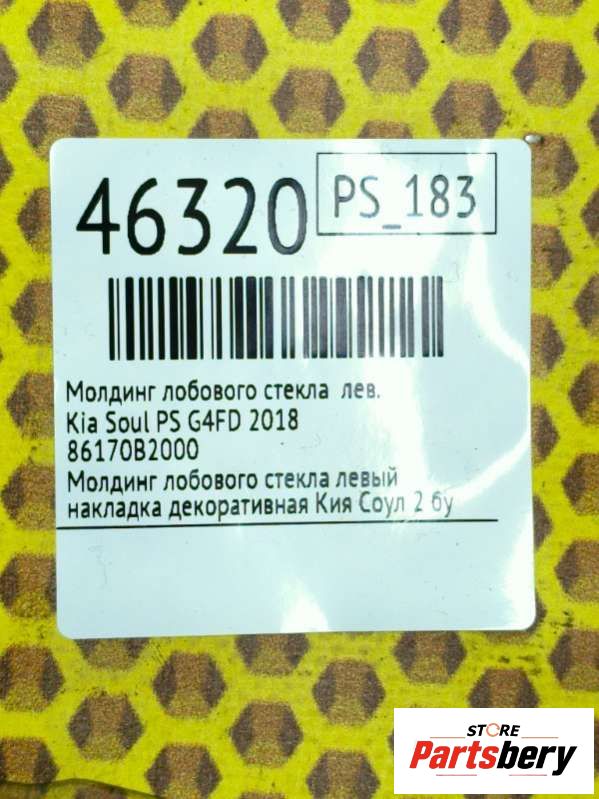 46320
PS_183
Молдинг лобового стекла лев.
Kia Soul PS G4FD 2018
86170B2000
Молдинг лобового стекла левый
накладка декоративная Кия Соул 2 бу
STORE
Partsbery